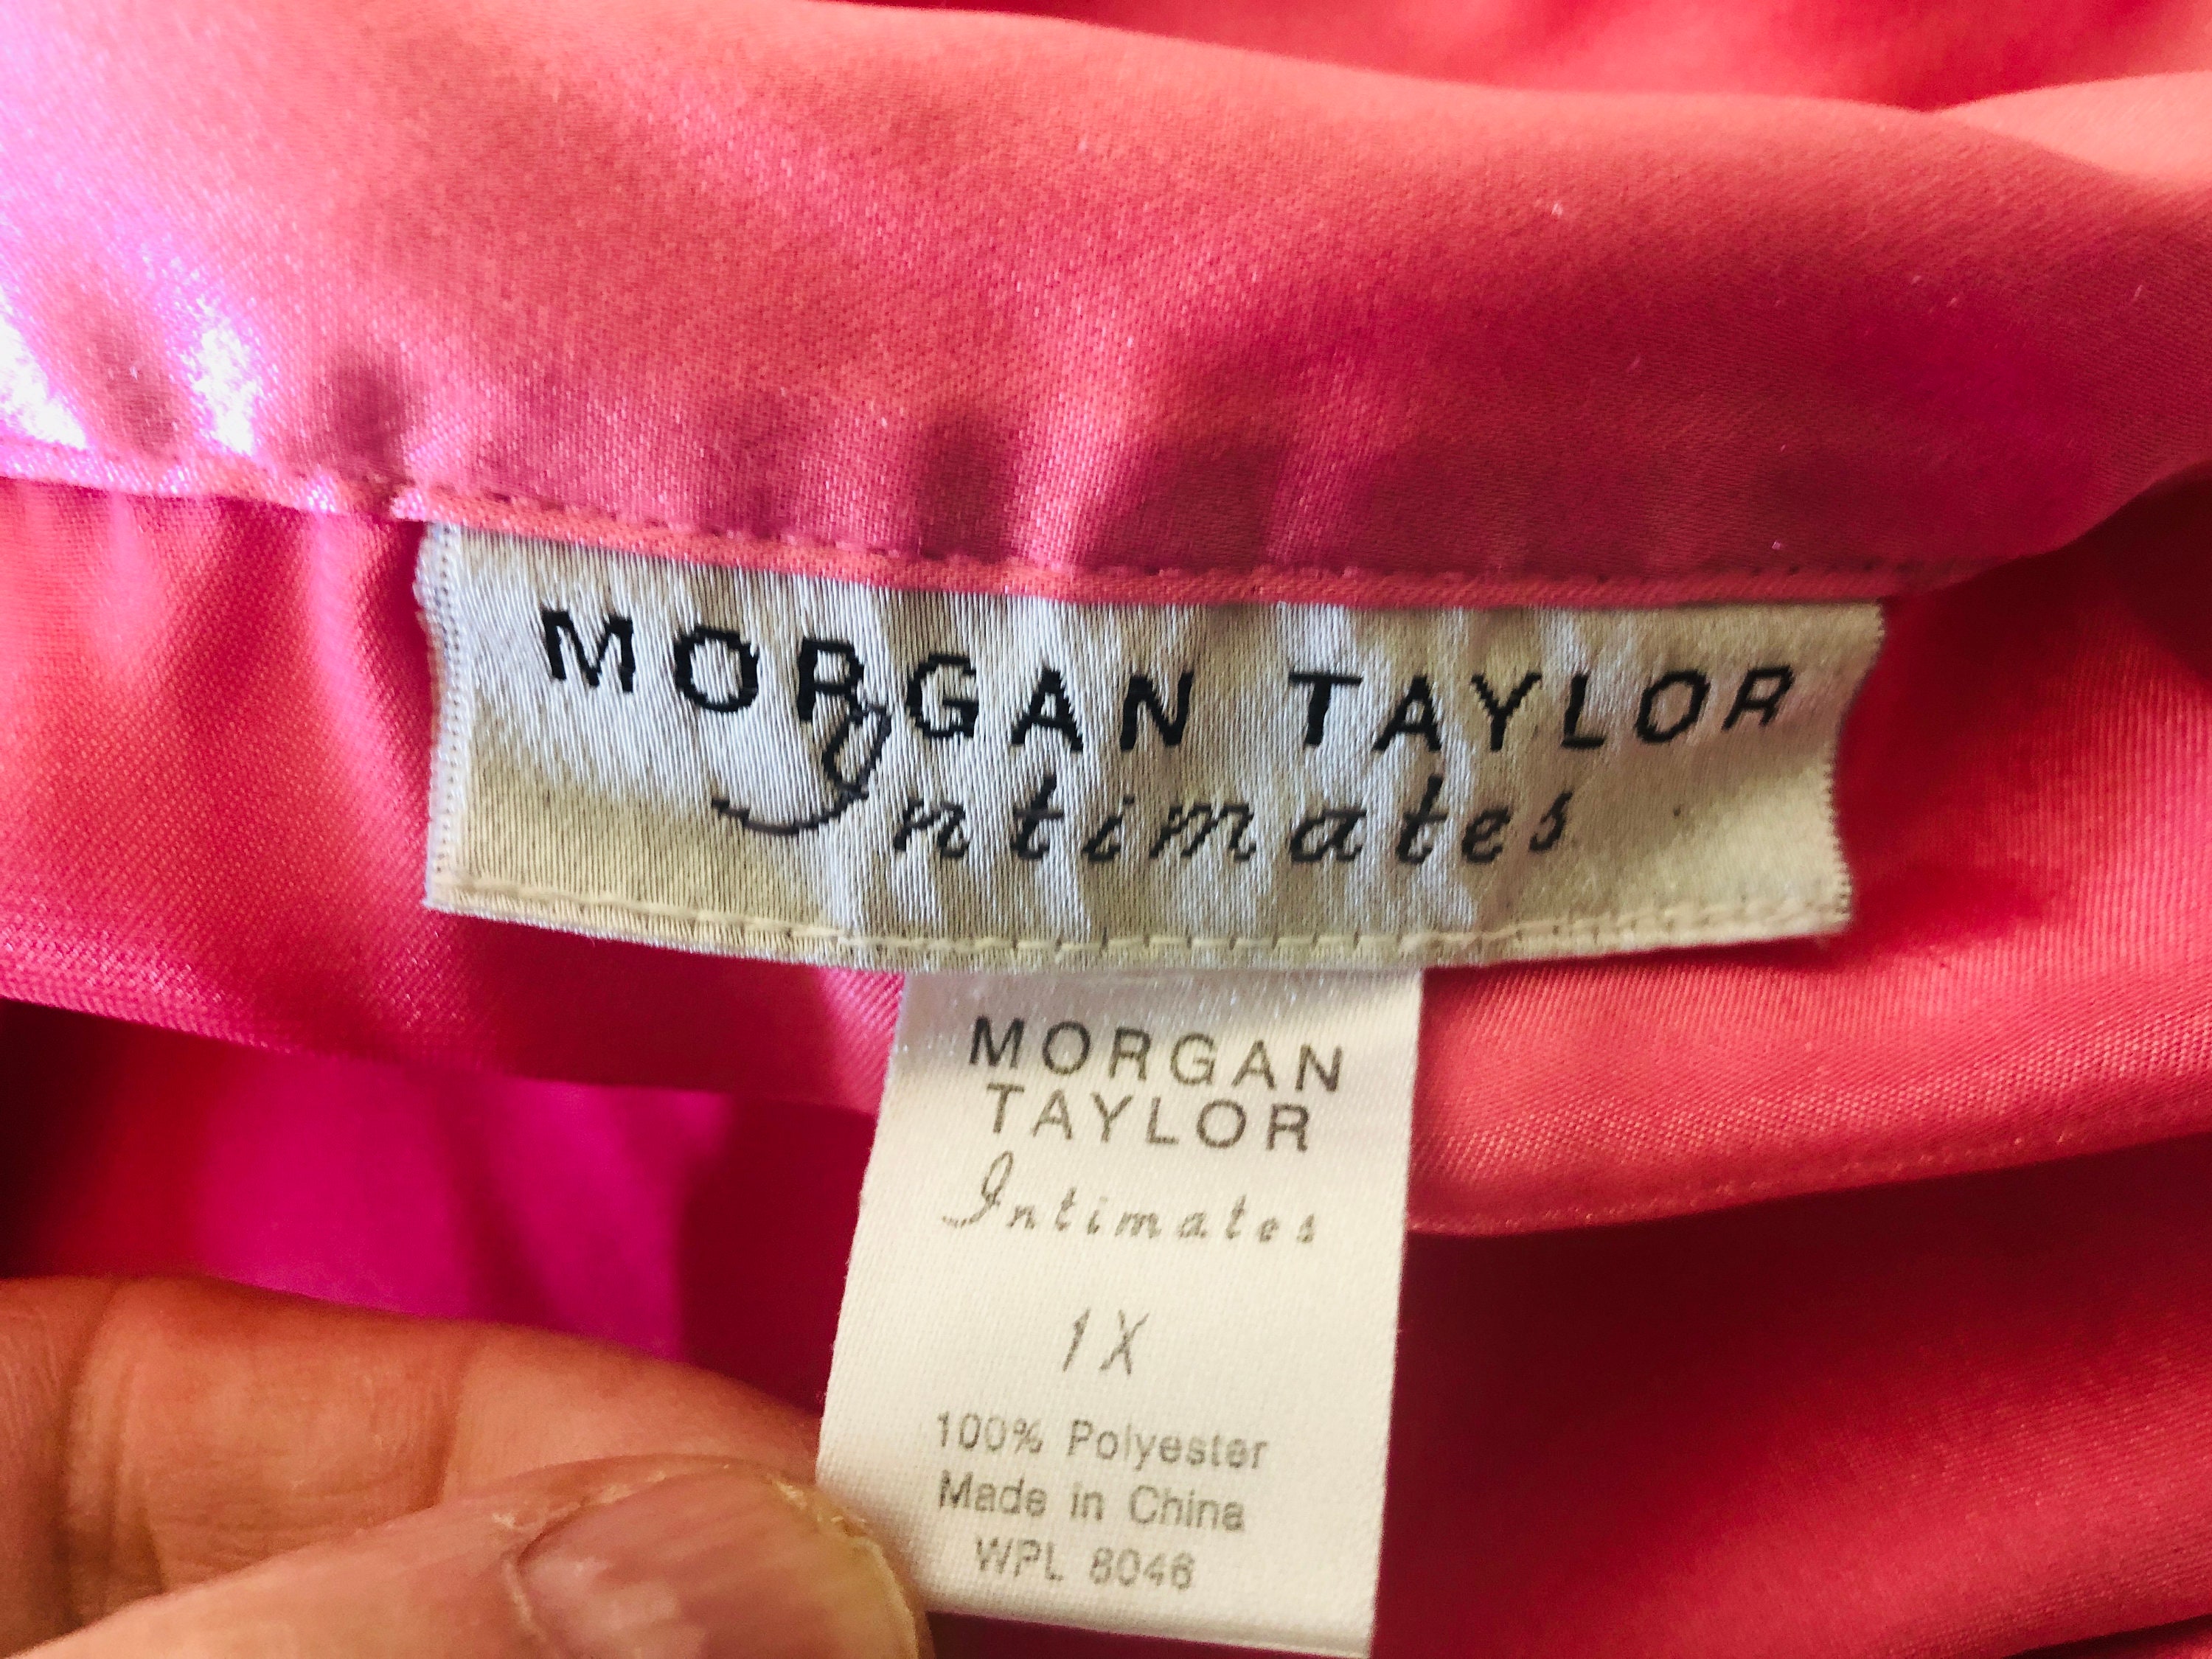 MORGAN TAYLOR
Intimates
MORGAN
TAYLOR
Intimates
1X
100% Polyester
Made in China
WPL 8046